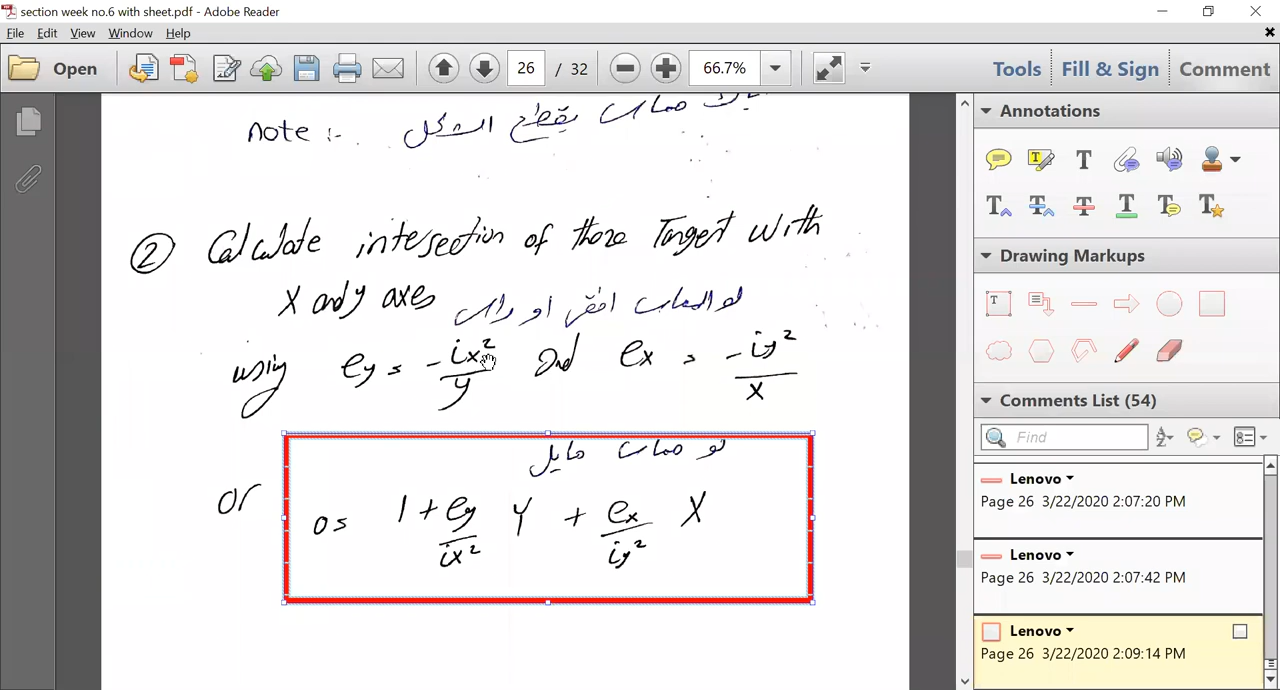 section week no.6 with sheet.pdf - Adobe Reader
File Edit View Window Help
Open 26 / 32 66.7% Tools Fill & Sign Comment
note :- مماس يقطع الشكل
② Calculate intersection of those Tangent with
X and y axes لو المماس افقى او راسى
using ey = - ix² / y and ex = - iy² / x
لو مماس مايل
or 0 = 1 + ey / ix² Y + ex / iy² X
Annotations
Drawing Markups
Comments List (54)
Find
Lenovo
Page 26 3/22/2020 2:07:20 PM
Lenovo
Page 26 3/22/2020 2:07:42 PM
Lenovo
Page 26 3/22/2020 2:09:14 PM